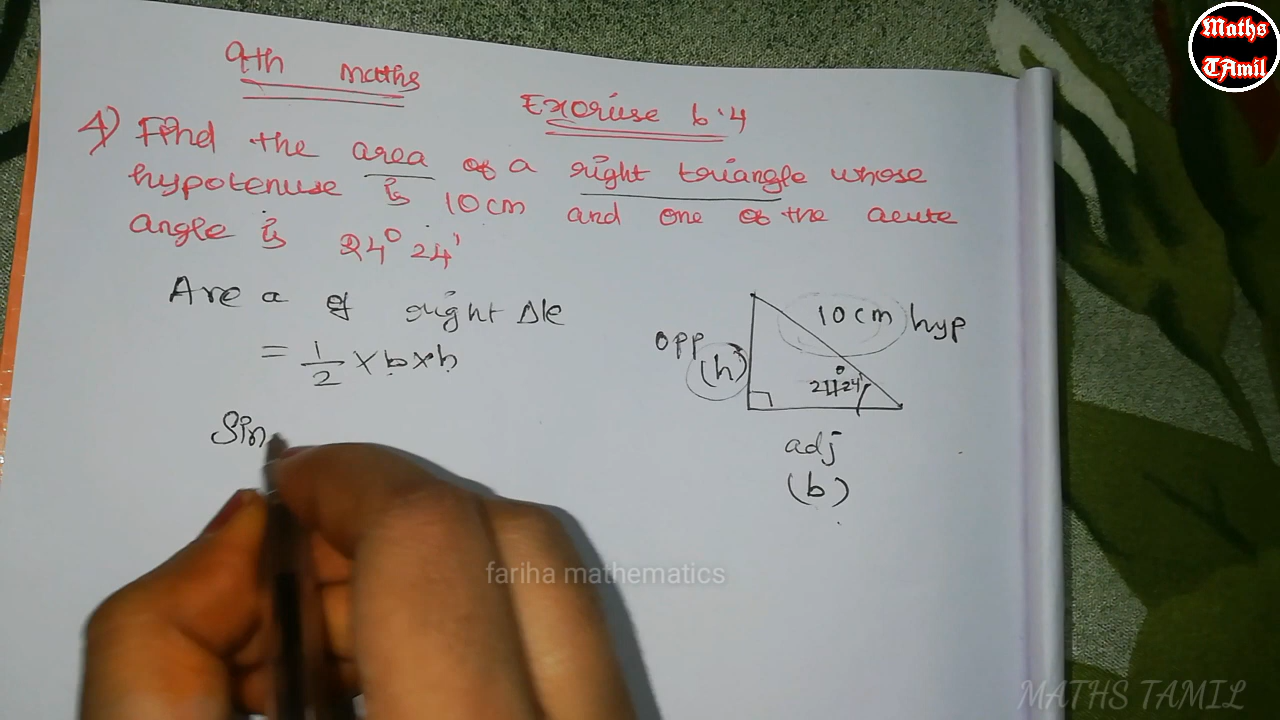 Maths
TAmil
9th maths
Exercise 6.4
4) Find the area of a right triangle whose
hypotenuse is 10cm and one of the acute
angle is 24° 24'
Area of right Δle
= 1/2 × b × h
Sin
opp
(h)
10cm
hyp
24°24'
adj
(b)
fariha mathematics
MATHS TAMIL